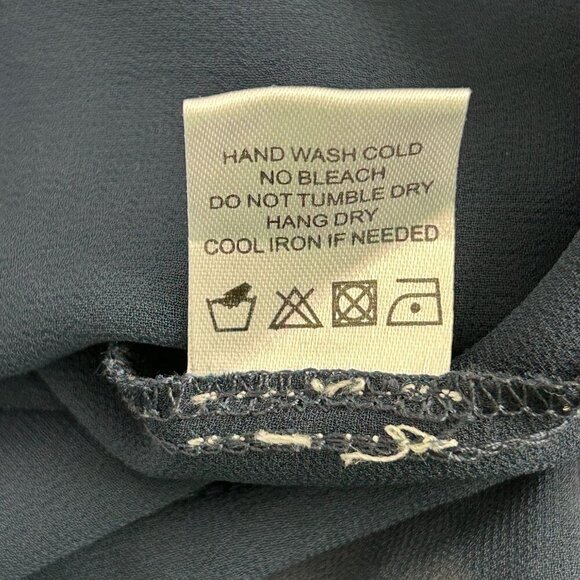 HAND WASH COLD
NO BLEACH
DO NOT TUMBLE DRY
HANG DRY
COOL IRON IF NEEDED